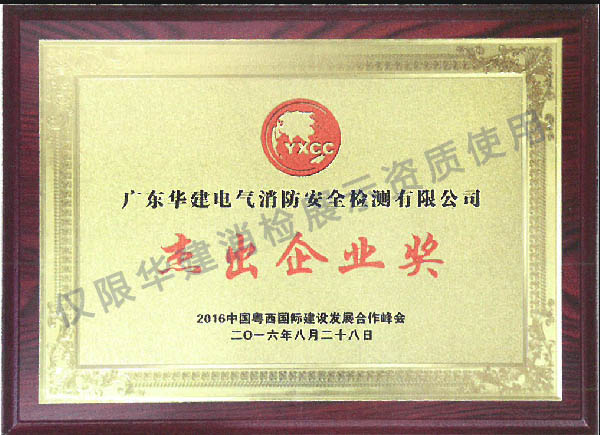 YXCC
广东华建电气消防安全检测有限公司
杰出企业奖
2016中国粤西国际建设发展合作峰会
二〇一六年八月二十八日
仅限华建消检展示资质使用